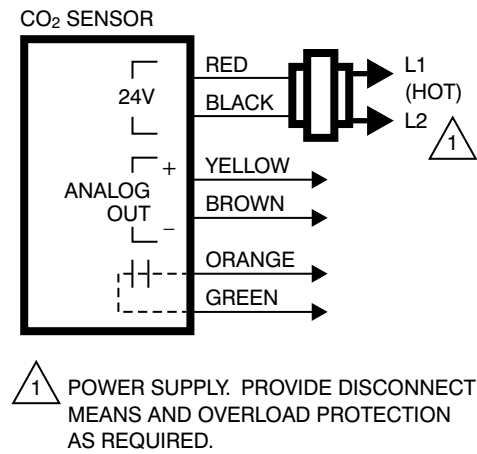 CO₂ SENSOR
RED
L1
(HOT)
24V
BLACK
L2
1
+
YELLOW
ANALOG
OUT
BROWN
–
ORANGE
GREEN
1 POWER SUPPLY. PROVIDE DISCONNECT
MEANS AND OVERLOAD PROTECTION
AS REQUIRED.